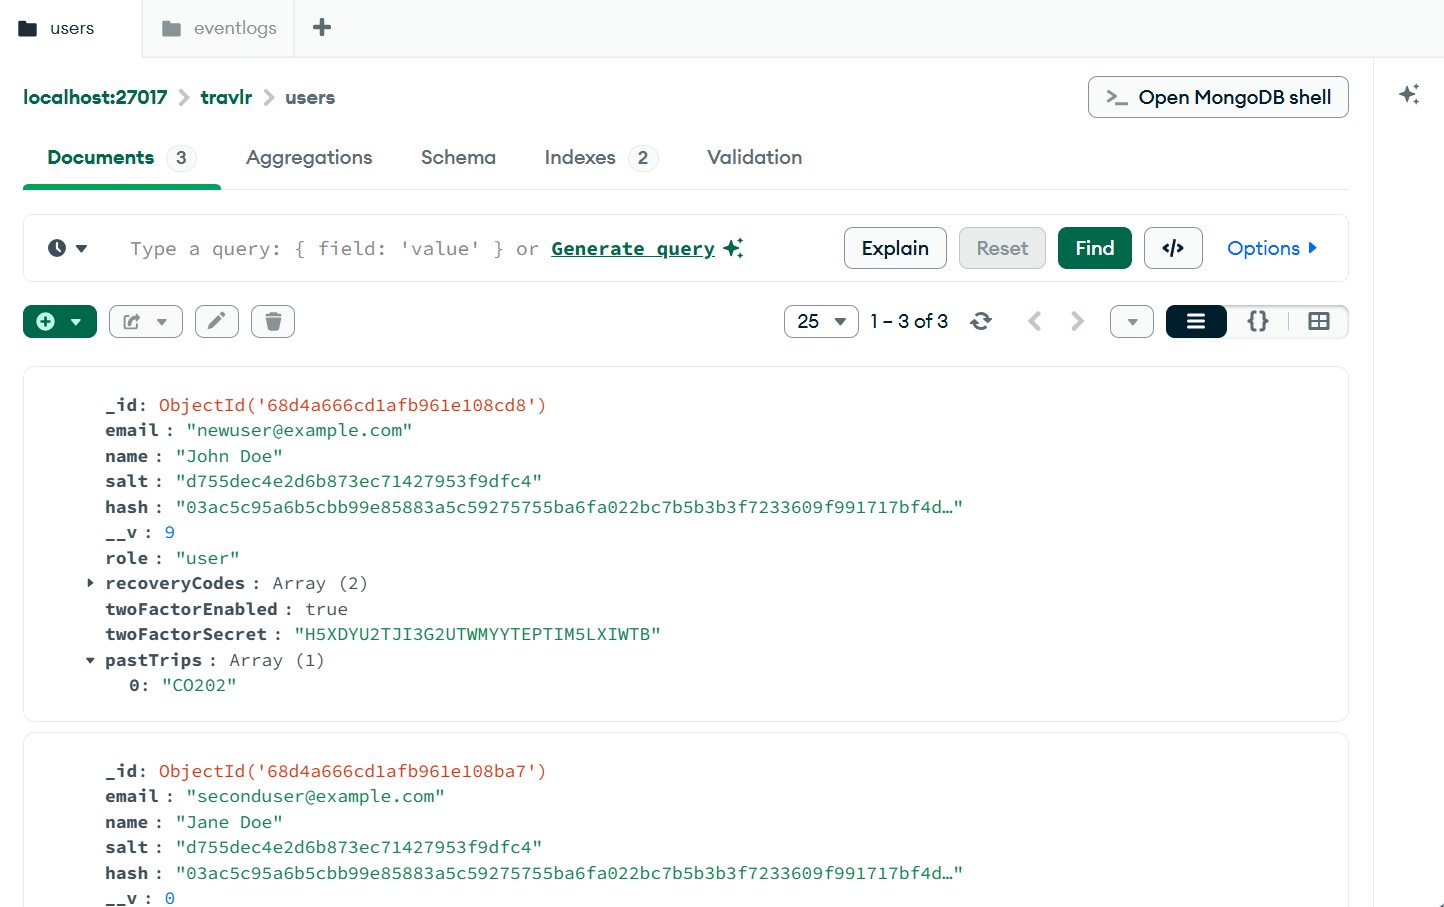 users
eventlogs
localhost:27017 > travlr > users
>_ Open MongoDB shell
Documents 3 Aggregations Schema Indexes 2 Validation
Type a query: { field: 'value' } or Generate query
Explain Reset Find </> Options
25 1 – 3 of 3 {}
_id: ObjectId('68d4a666cd1afb961e108cd8')
email : "newuser@example.com"
name : "John Doe"
salt : "d755dec4e2d6b873ec71427953f9dfc4"
hash : "03ac5c95a6b5cbb99e85883a5c59275755ba6fa022bc7b5b3b3f7233609f991717bf4d…"
__v : 9
role : "user"
recoveryCodes : Array (2)
twoFactorEnabled : true
twoFactorSecret : "H5XDYU2TJI3G2UTWMYYTEPTIM5LXIWTB"
pastTrips : Array (1)
0: "CO202"
_id: ObjectId('68d4a666cd1afb961e108ba7')
email : "seconduser@example.com"
name : "Jane Doe"
salt : "d755dec4e2d6b873ec71427953f9dfc4"
hash : "03ac5c95a6b5cbb99e85883a5c59275755ba6fa022bc7b5b3b3f7233609f991717bf4d…"
__v : 0